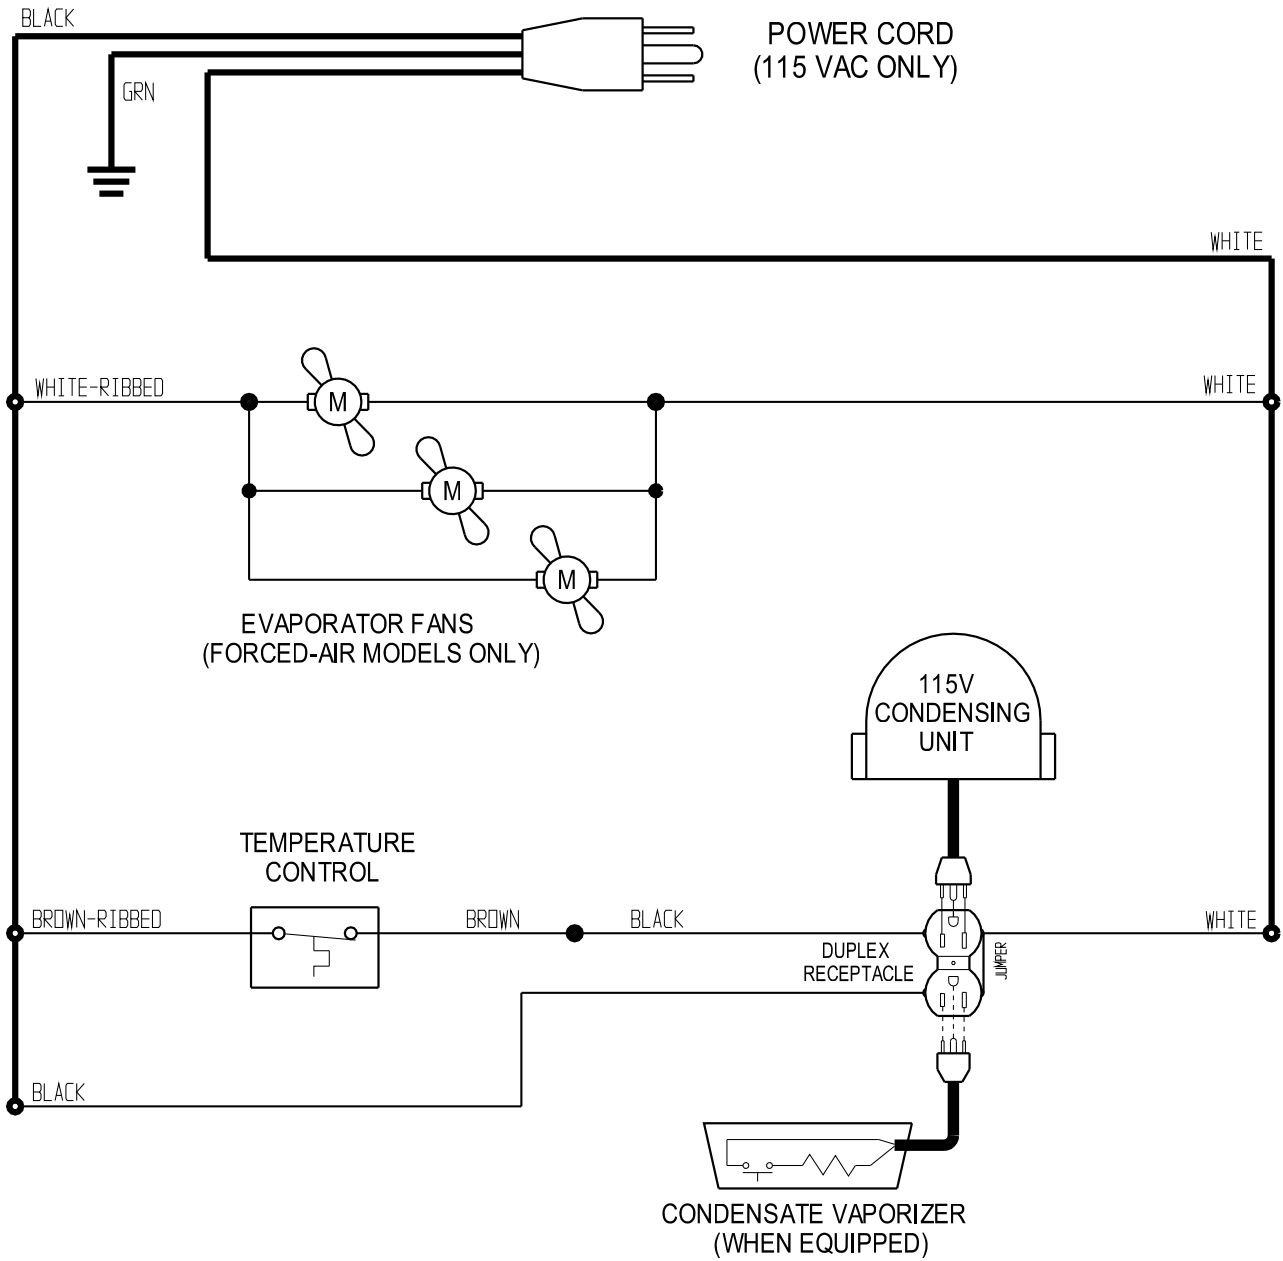 BLACK
POWER CORD
(115 VAC ONLY)
GRN
WHITE
WHITE-RIBBED
WHITE
M
M
M
EVAPORATOR FANS
(FORCED-AIR MODELS ONLY)
115V
CONDENSING
UNIT
TEMPERATURE
CONTROL
BROWN-RIBBED
BROWN
BLACK
WHITE
DUPLEX
RECEPTACLE
JUMPER
BLACK
CONDENSATE VAPORIZER
(WHEN EQUIPPED)